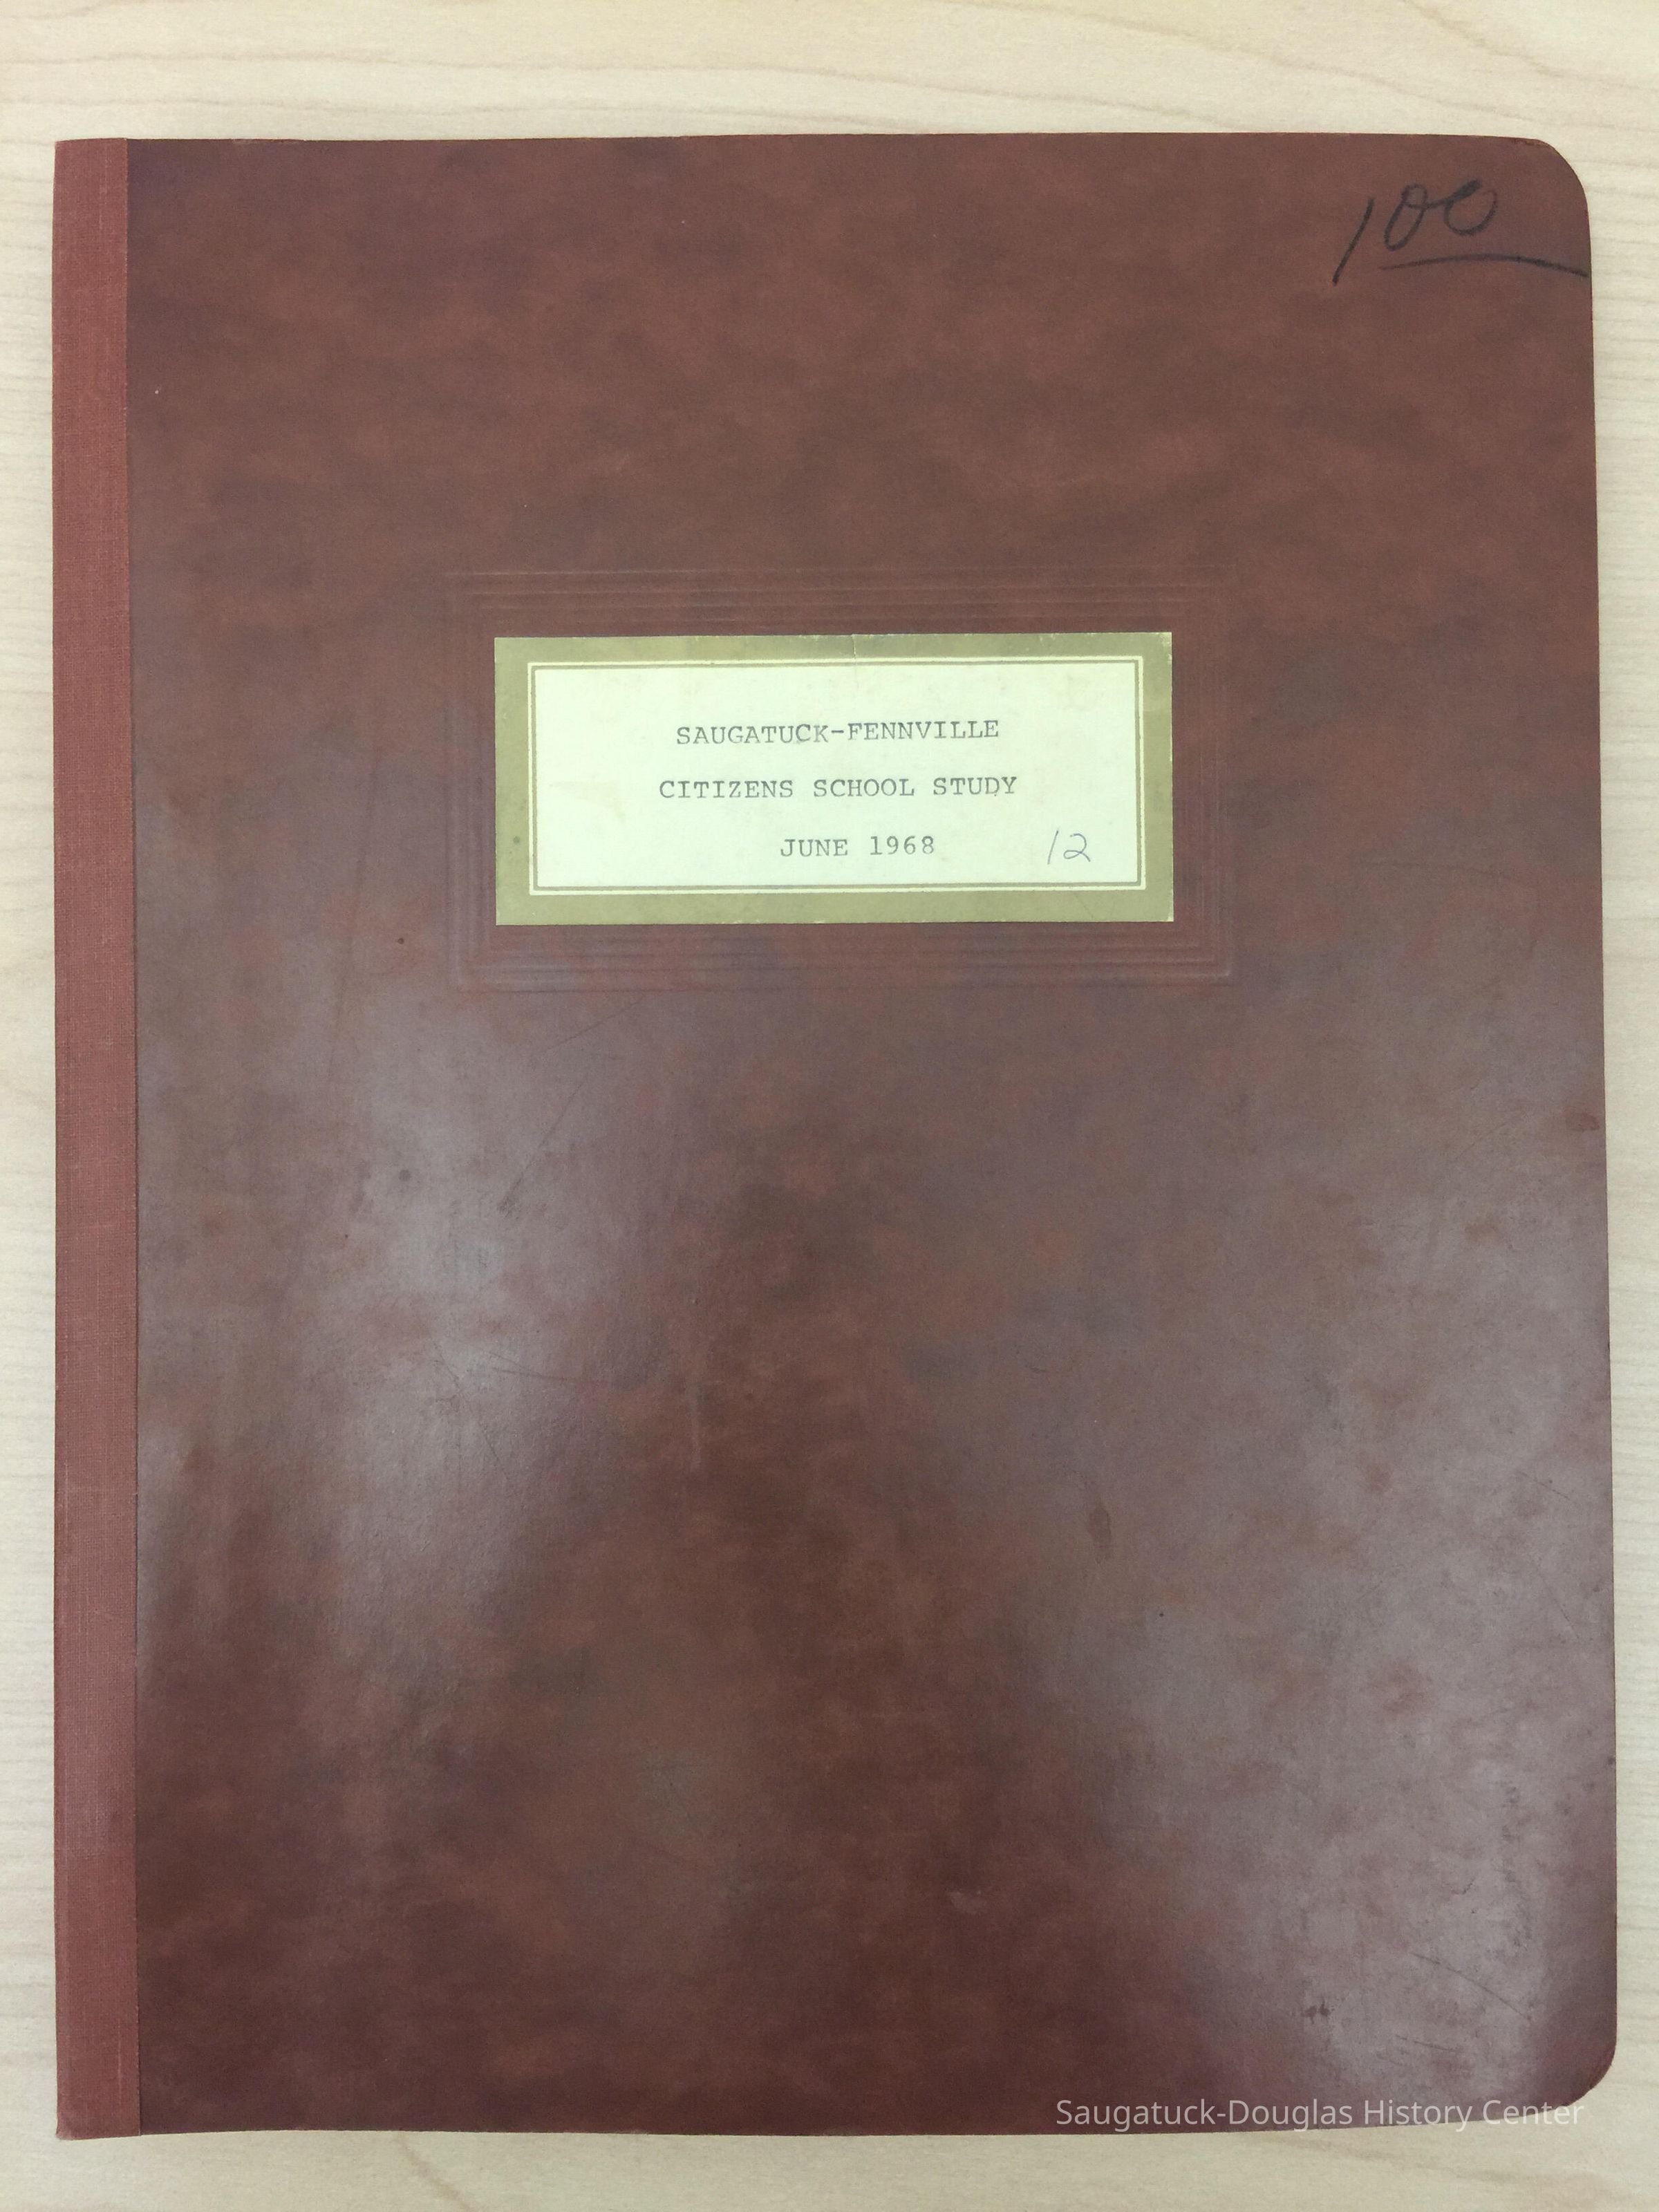 100
SAUGATUCK-FENNVILLE
CITIZENS SCHOOL STUDY
JUNE 1968 12
Saugatuck-Douglas History Center